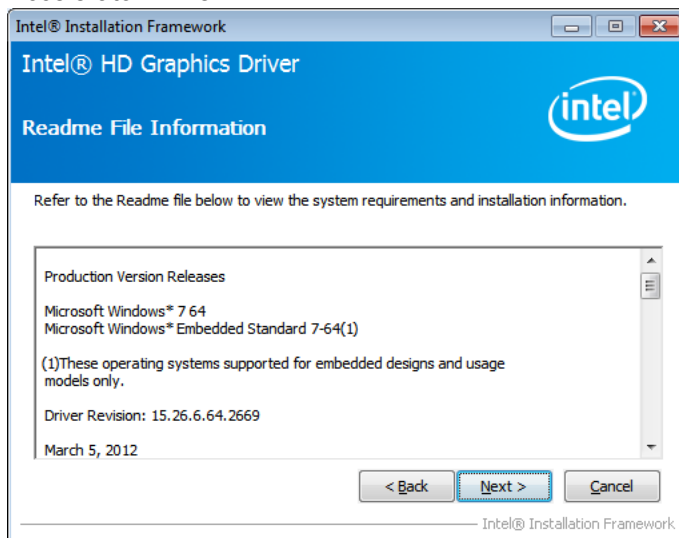 Intel® Installation Framework
Intel® HD Graphics Driver
intel®
Readme File Information
Refer to the Readme file below to view the system requirements and installation information.
Production Version Releases
Microsoft Windows* 7 64
Microsoft Windows* Embedded Standard 7-64(1)
(1)These operating systems supported for embedded designs and usage
models only.
Driver Revision: 15.26.6.64.2669
March 5, 2012
< Back Next > Cancel
Intel® Installation Framework